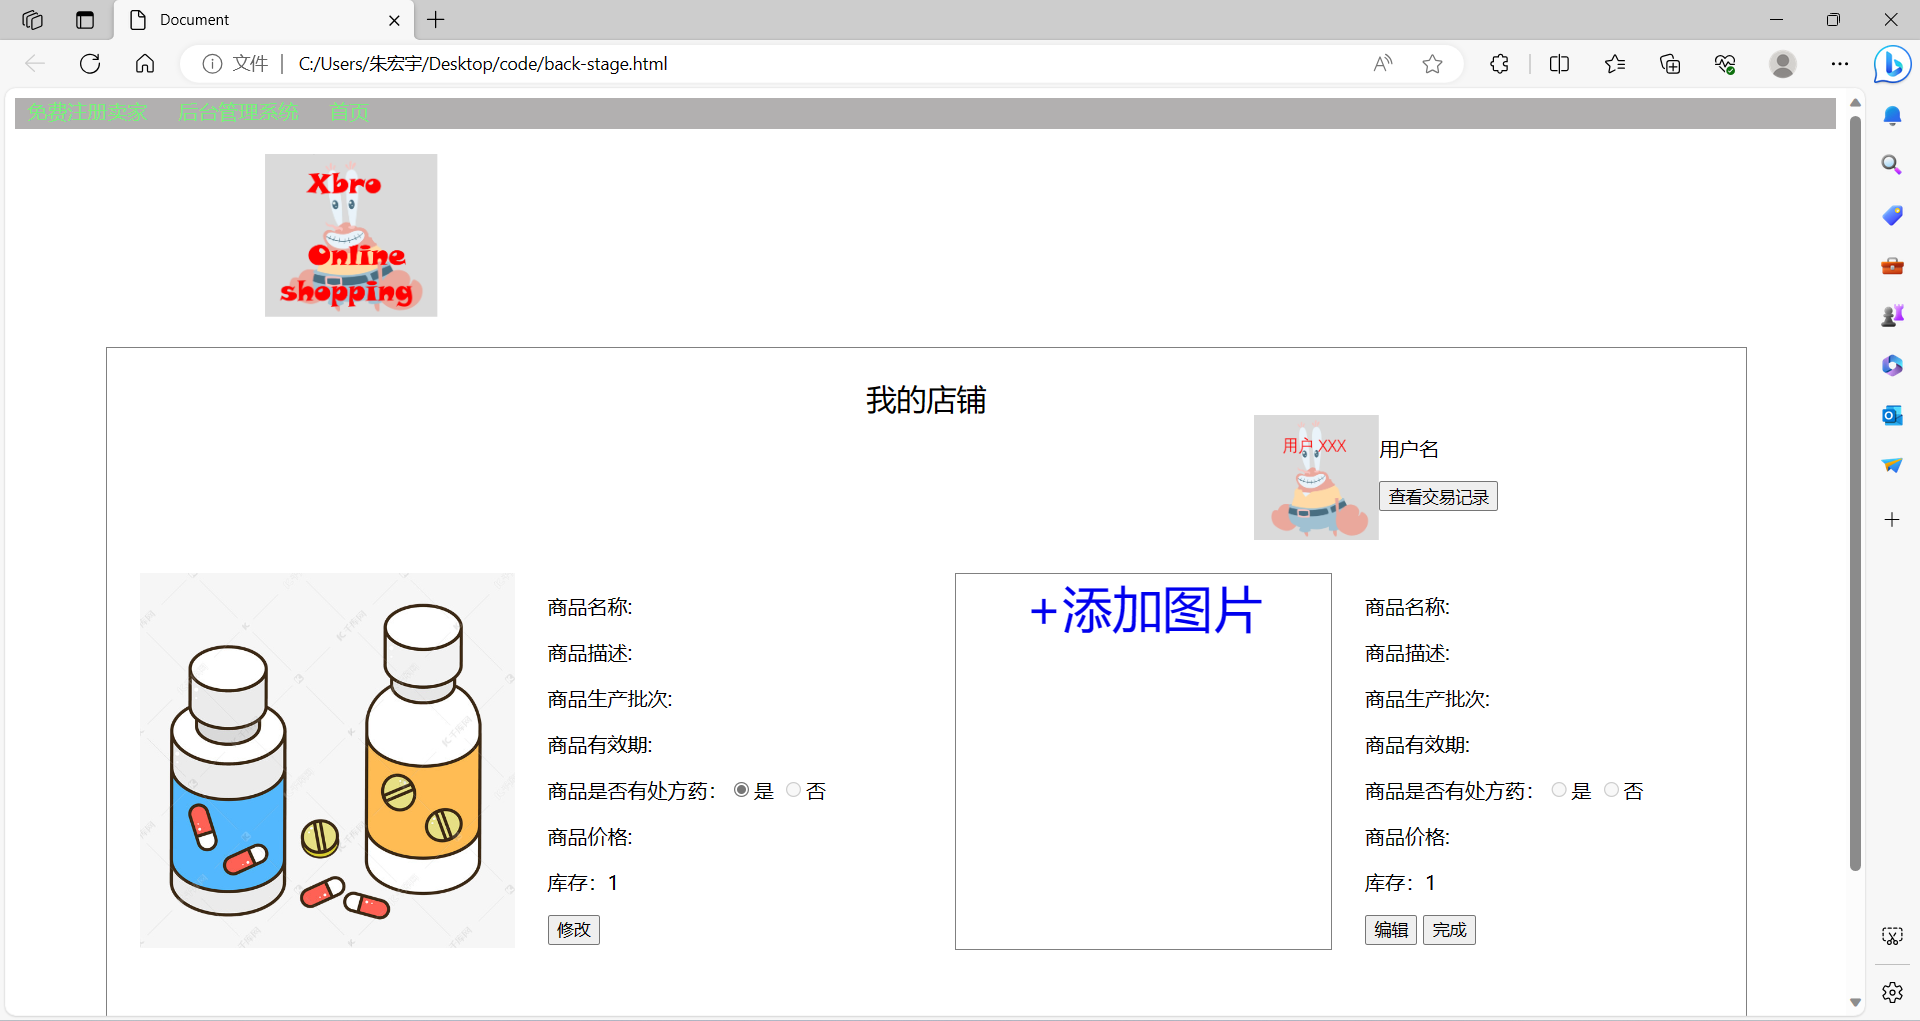 Document
文件
C:/Users/朱宏宇/Desktop/code/back-stage.html
免费注册卖家 后台管理系统 首页
Xbro
Online
shopping
我的店铺
用户 XXX
用户名
查看交易记录
商品名称:
商品描述:
商品生产批次:
商品有效期:
商品是否有处方药： 是 否
商品价格:
库存：1
修改
+添加图片
商品名称:
商品描述:
商品生产批次:
商品有效期:
商品是否有处方药： 是 否
商品价格:
库存：1
编辑 完成